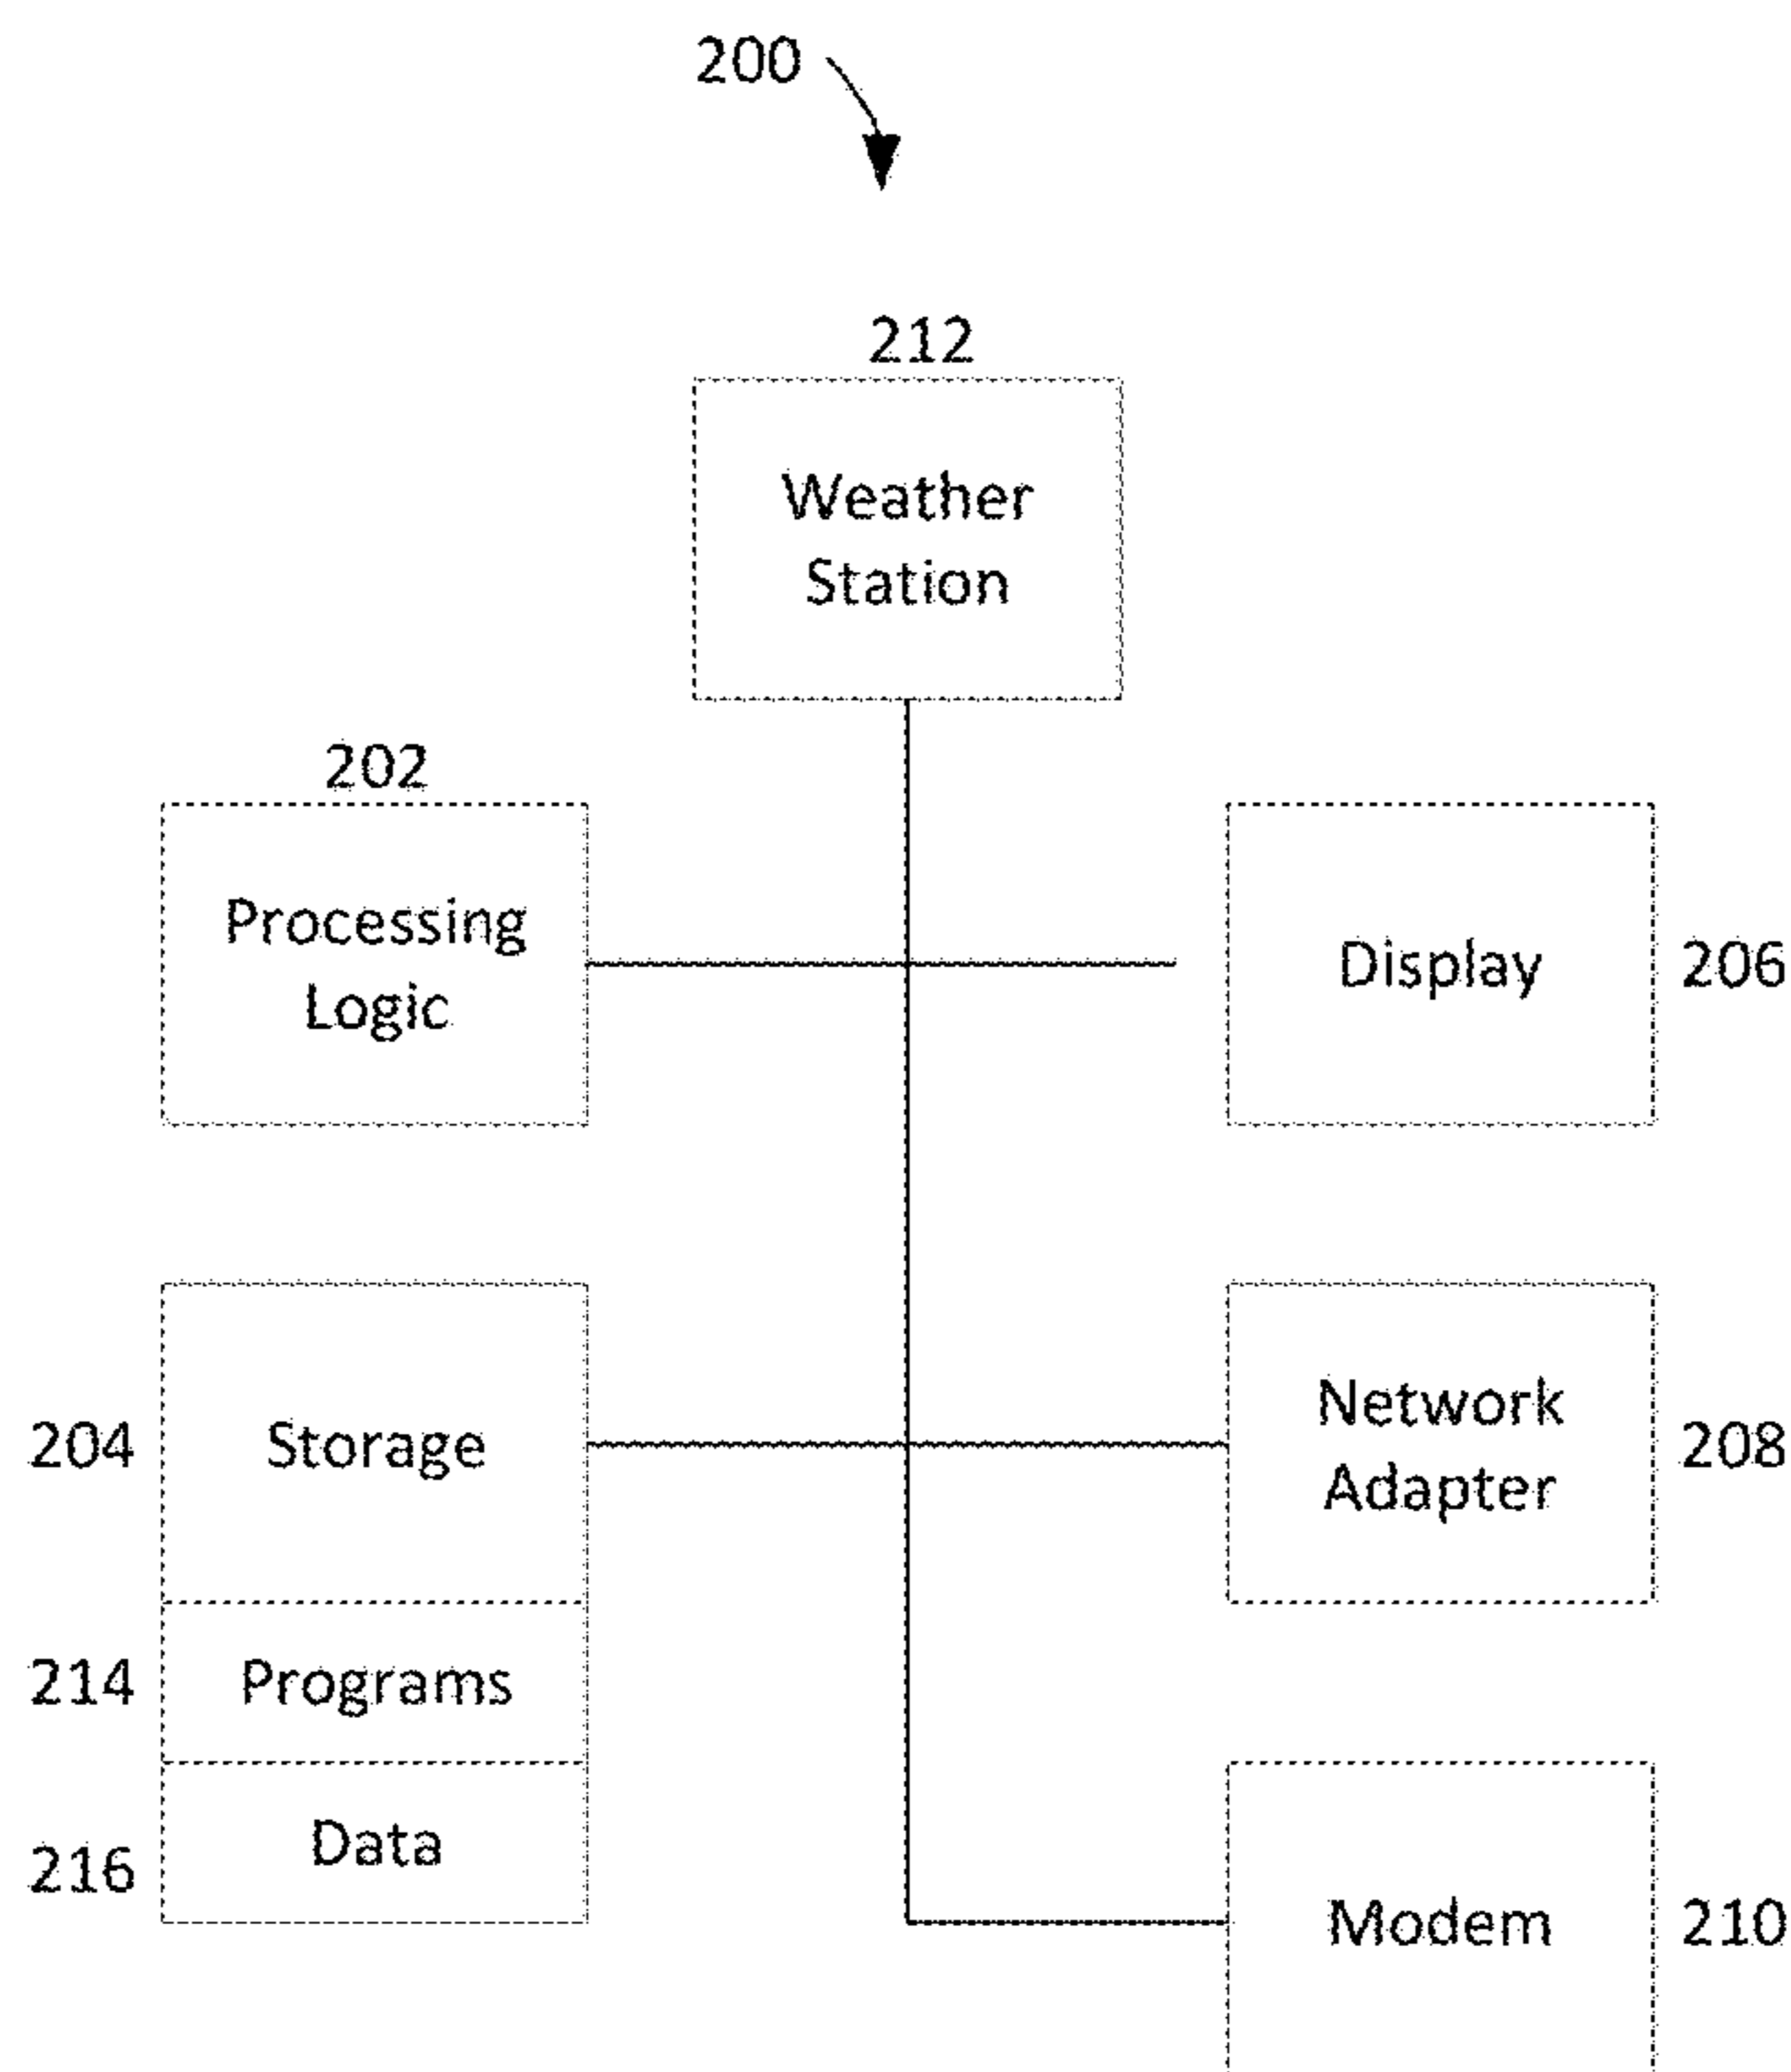 200
212
Weather
Station
202
Processing
Logic
Display
206
204
Storage
Network
Adapter
208
214
Programs
216
Data
Modem
210